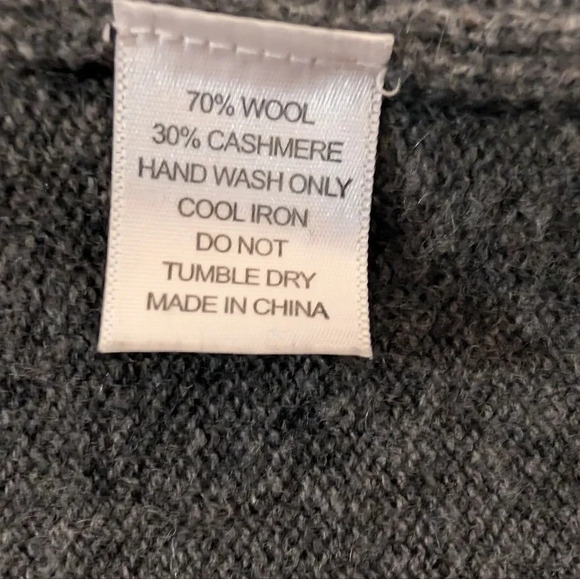 70% WOOL
30% CASHMERE
HAND WASH ONLY
COOL IRON
DO NOT
TUMBLE DRY
MADE IN CHINA